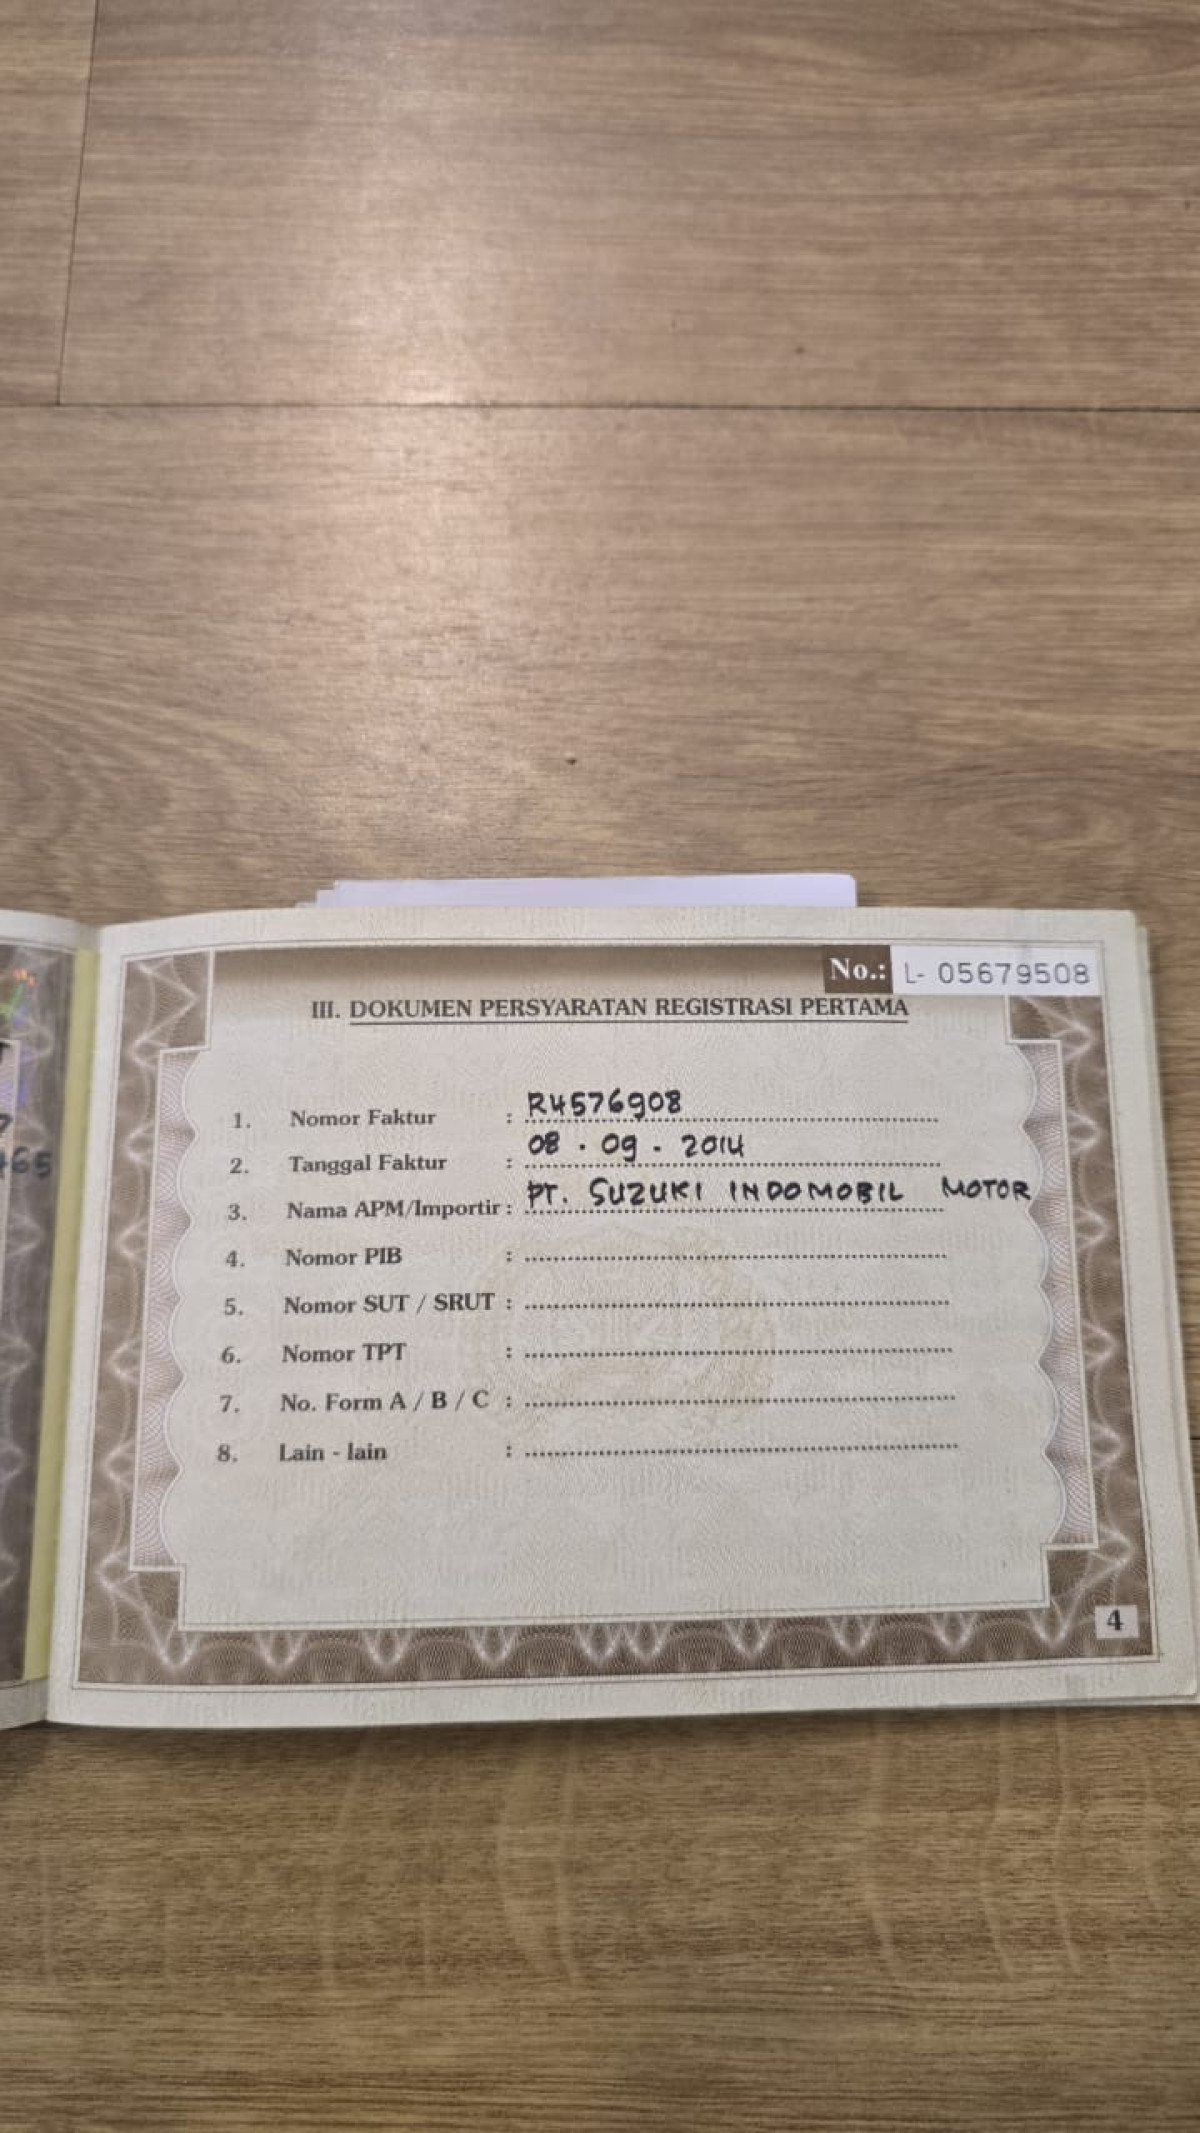 No.: L- 05679508
III. DOKUMEN PERSYARATAN REGISTRASI PERTAMA
1. Nomor Faktur : R4576908
2. Tanggal Faktur : 08 . 09 . 2014
3. Nama APM/Importir : PT. SUZUKI INDOMOBIL MOTOR
4. Nomor PIB :
5. Nomor SUT / SRUT :
6. Nomor TPT :
7. No. Form A / B / C :
8. Lain - lain :
465
4